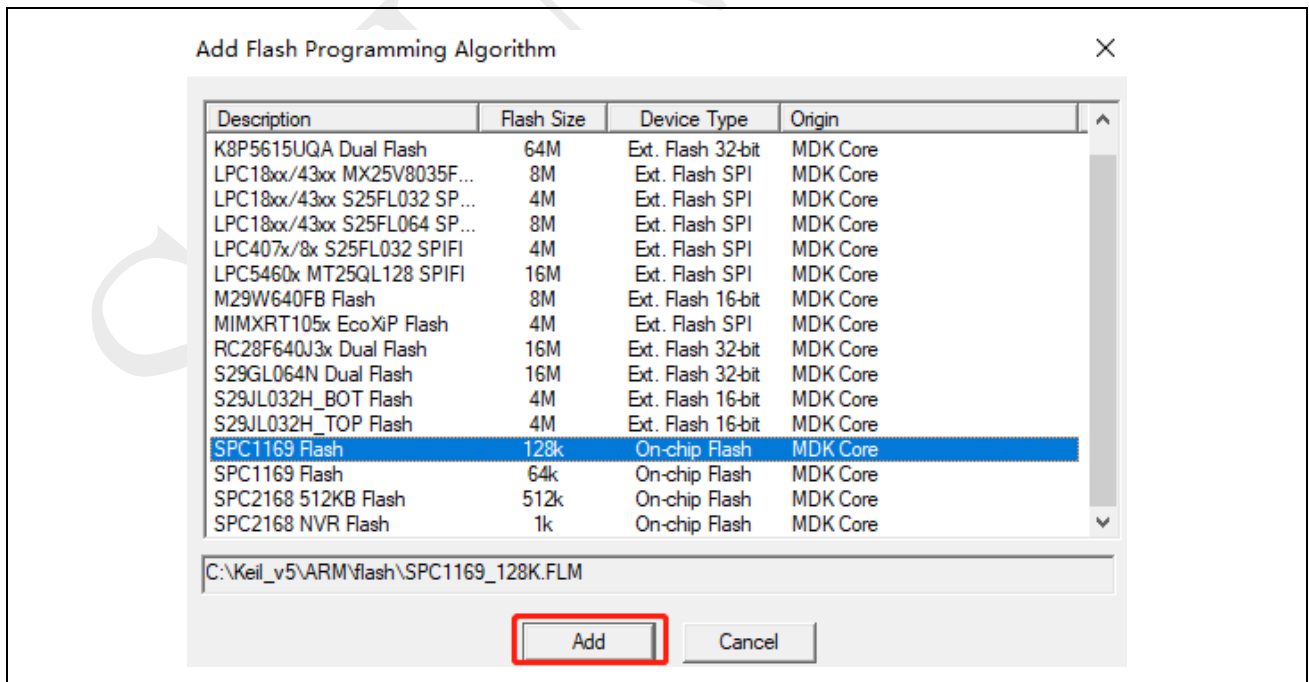 Add Flash Programming Algorithm
Description Flash Size Device Type Origin
K8P5615UQA Dual Flash 64M Ext. Flash 32-bit MDK Core
LPC18xx/43xx MX25V8035F... 8M Ext. Flash SPI MDK Core
LPC18xx/43xx S25FL032 SP... 4M Ext. Flash SPI MDK Core
LPC18xx/43xx S25FL064 SP... 8M Ext. Flash SPI MDK Core
LPC407x/8x S25FL032 SPIFI 4M Ext. Flash SPI MDK Core
LPC5460x MT25QL128 SPIFI 16M Ext. Flash SPI MDK Core
M29W640FB Flash 8M Ext. Flash 16-bit MDK Core
MIMXRT105x EcoXiP Flash 4M Ext. Flash SPI MDK Core
RC28F640J3x Dual Flash 16M Ext. Flash 32-bit MDK Core
S29GL064N Dual Flash 16M Ext. Flash 32-bit MDK Core
S29JL032H_BOT Flash 4M Ext. Flash 16-bit MDK Core
S29JL032H_TOP Flash 4M Ext. Flash 16-bit MDK Core
SPC1169 Flash 128k On-chip Flash MDK Core
SPC1169 Flash 64k On-chip Flash MDK Core
SPC2168 512KB Flash 512k On-chip Flash MDK Core
SPC2168 NVR Flash 1k On-chip Flash MDK Core
C:\Keil_v5\ARM\flash\SPC1169_128K.FLM
Add Cancel